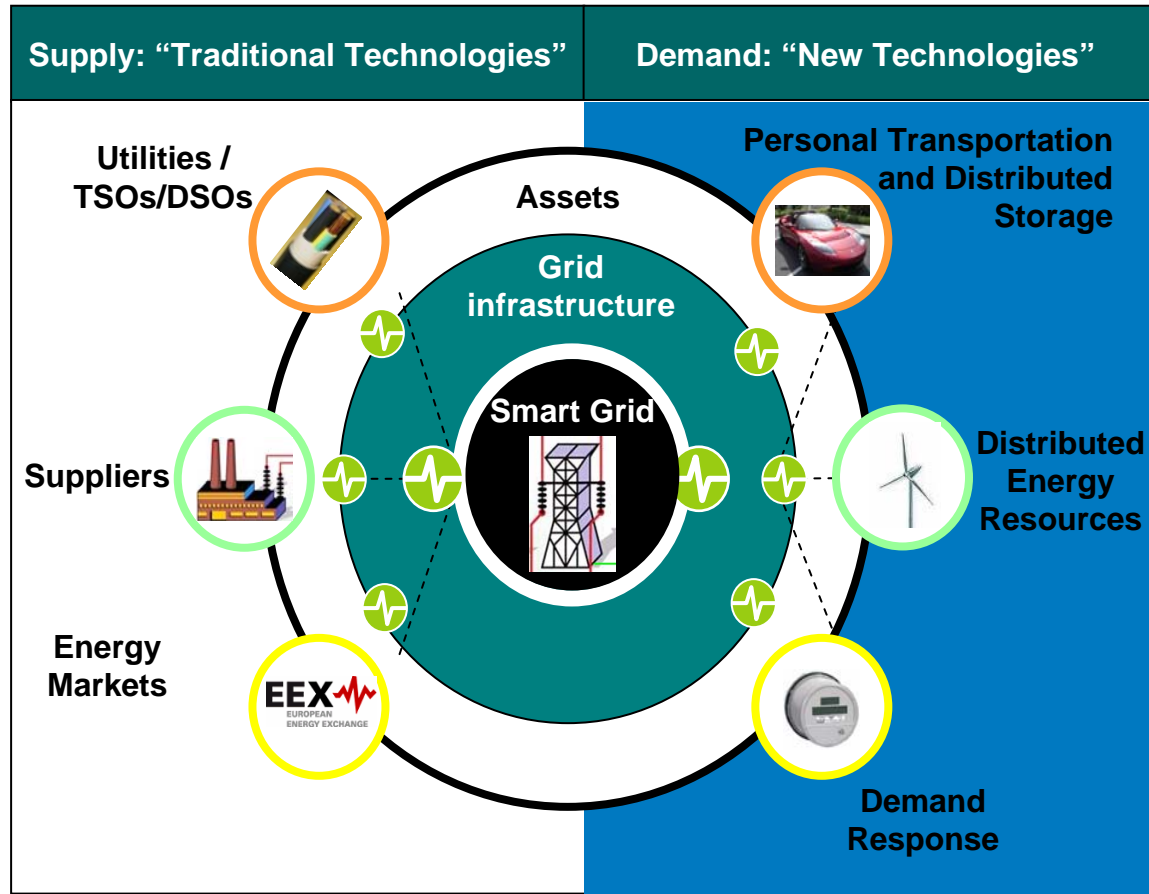 Supply: “Traditional Technologies”
Demand: “New Technologies”
Utilities /
TSOs/DSOs
Assets
Personal Transportation
and Distributed
Storage
Grid
infrastructure
Smart Grid
Suppliers
Distributed
Energy
Resources
Energy
Markets
EEX
EUROPEAN
ENERGY EXCHANGE
Demand
Response